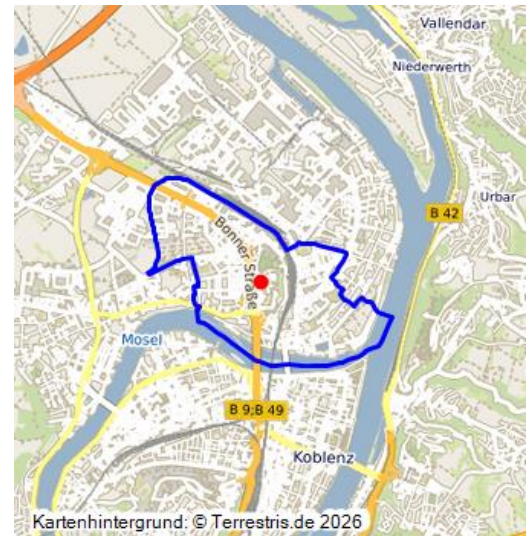 Vallendar
Niederwerth
Urbar
B 42
Bonner Straße
Mosel
B 9;B 49
Koblenz
Kartenhintergrund: © Terrestris.de 2026